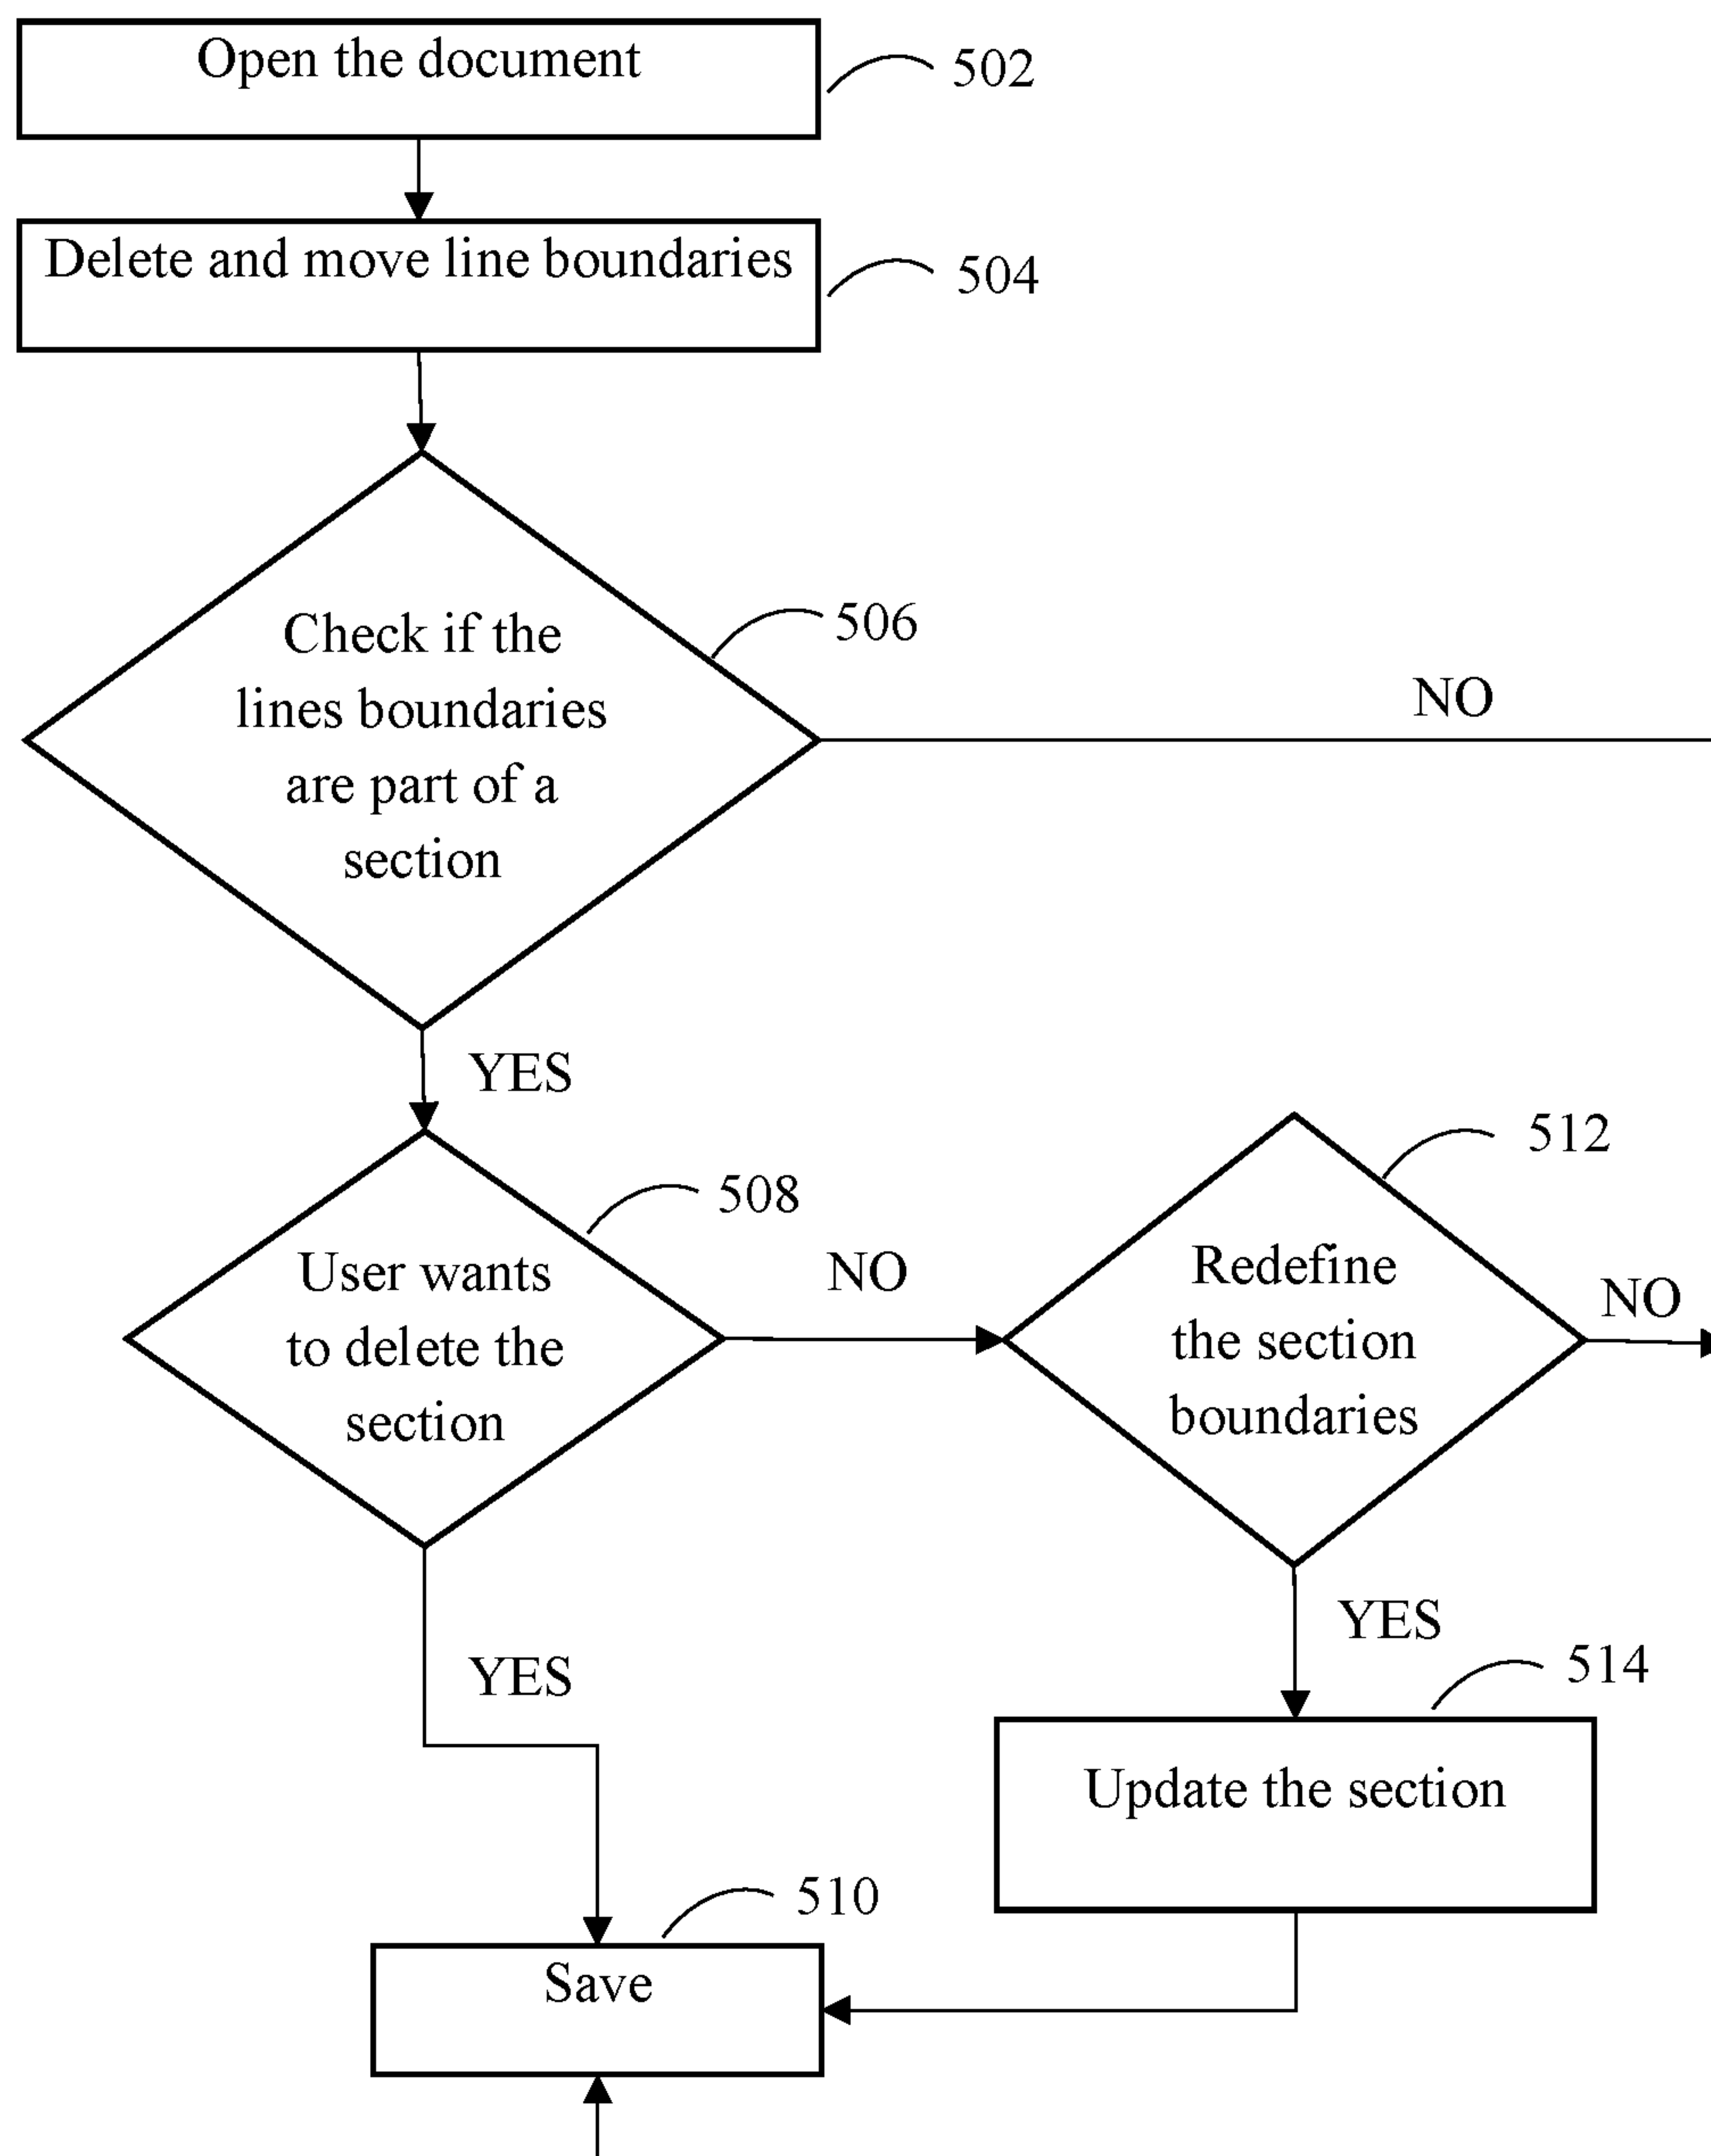 Open the document
502
Delete and move line boundaries
504
Check if the
lines boundaries
are part of a
section
506
NO
YES
508
512
User wants
to delete the
section
NO
Redefine
the section
boundaries
NO
YES
YES
514
Update the section
510
Save